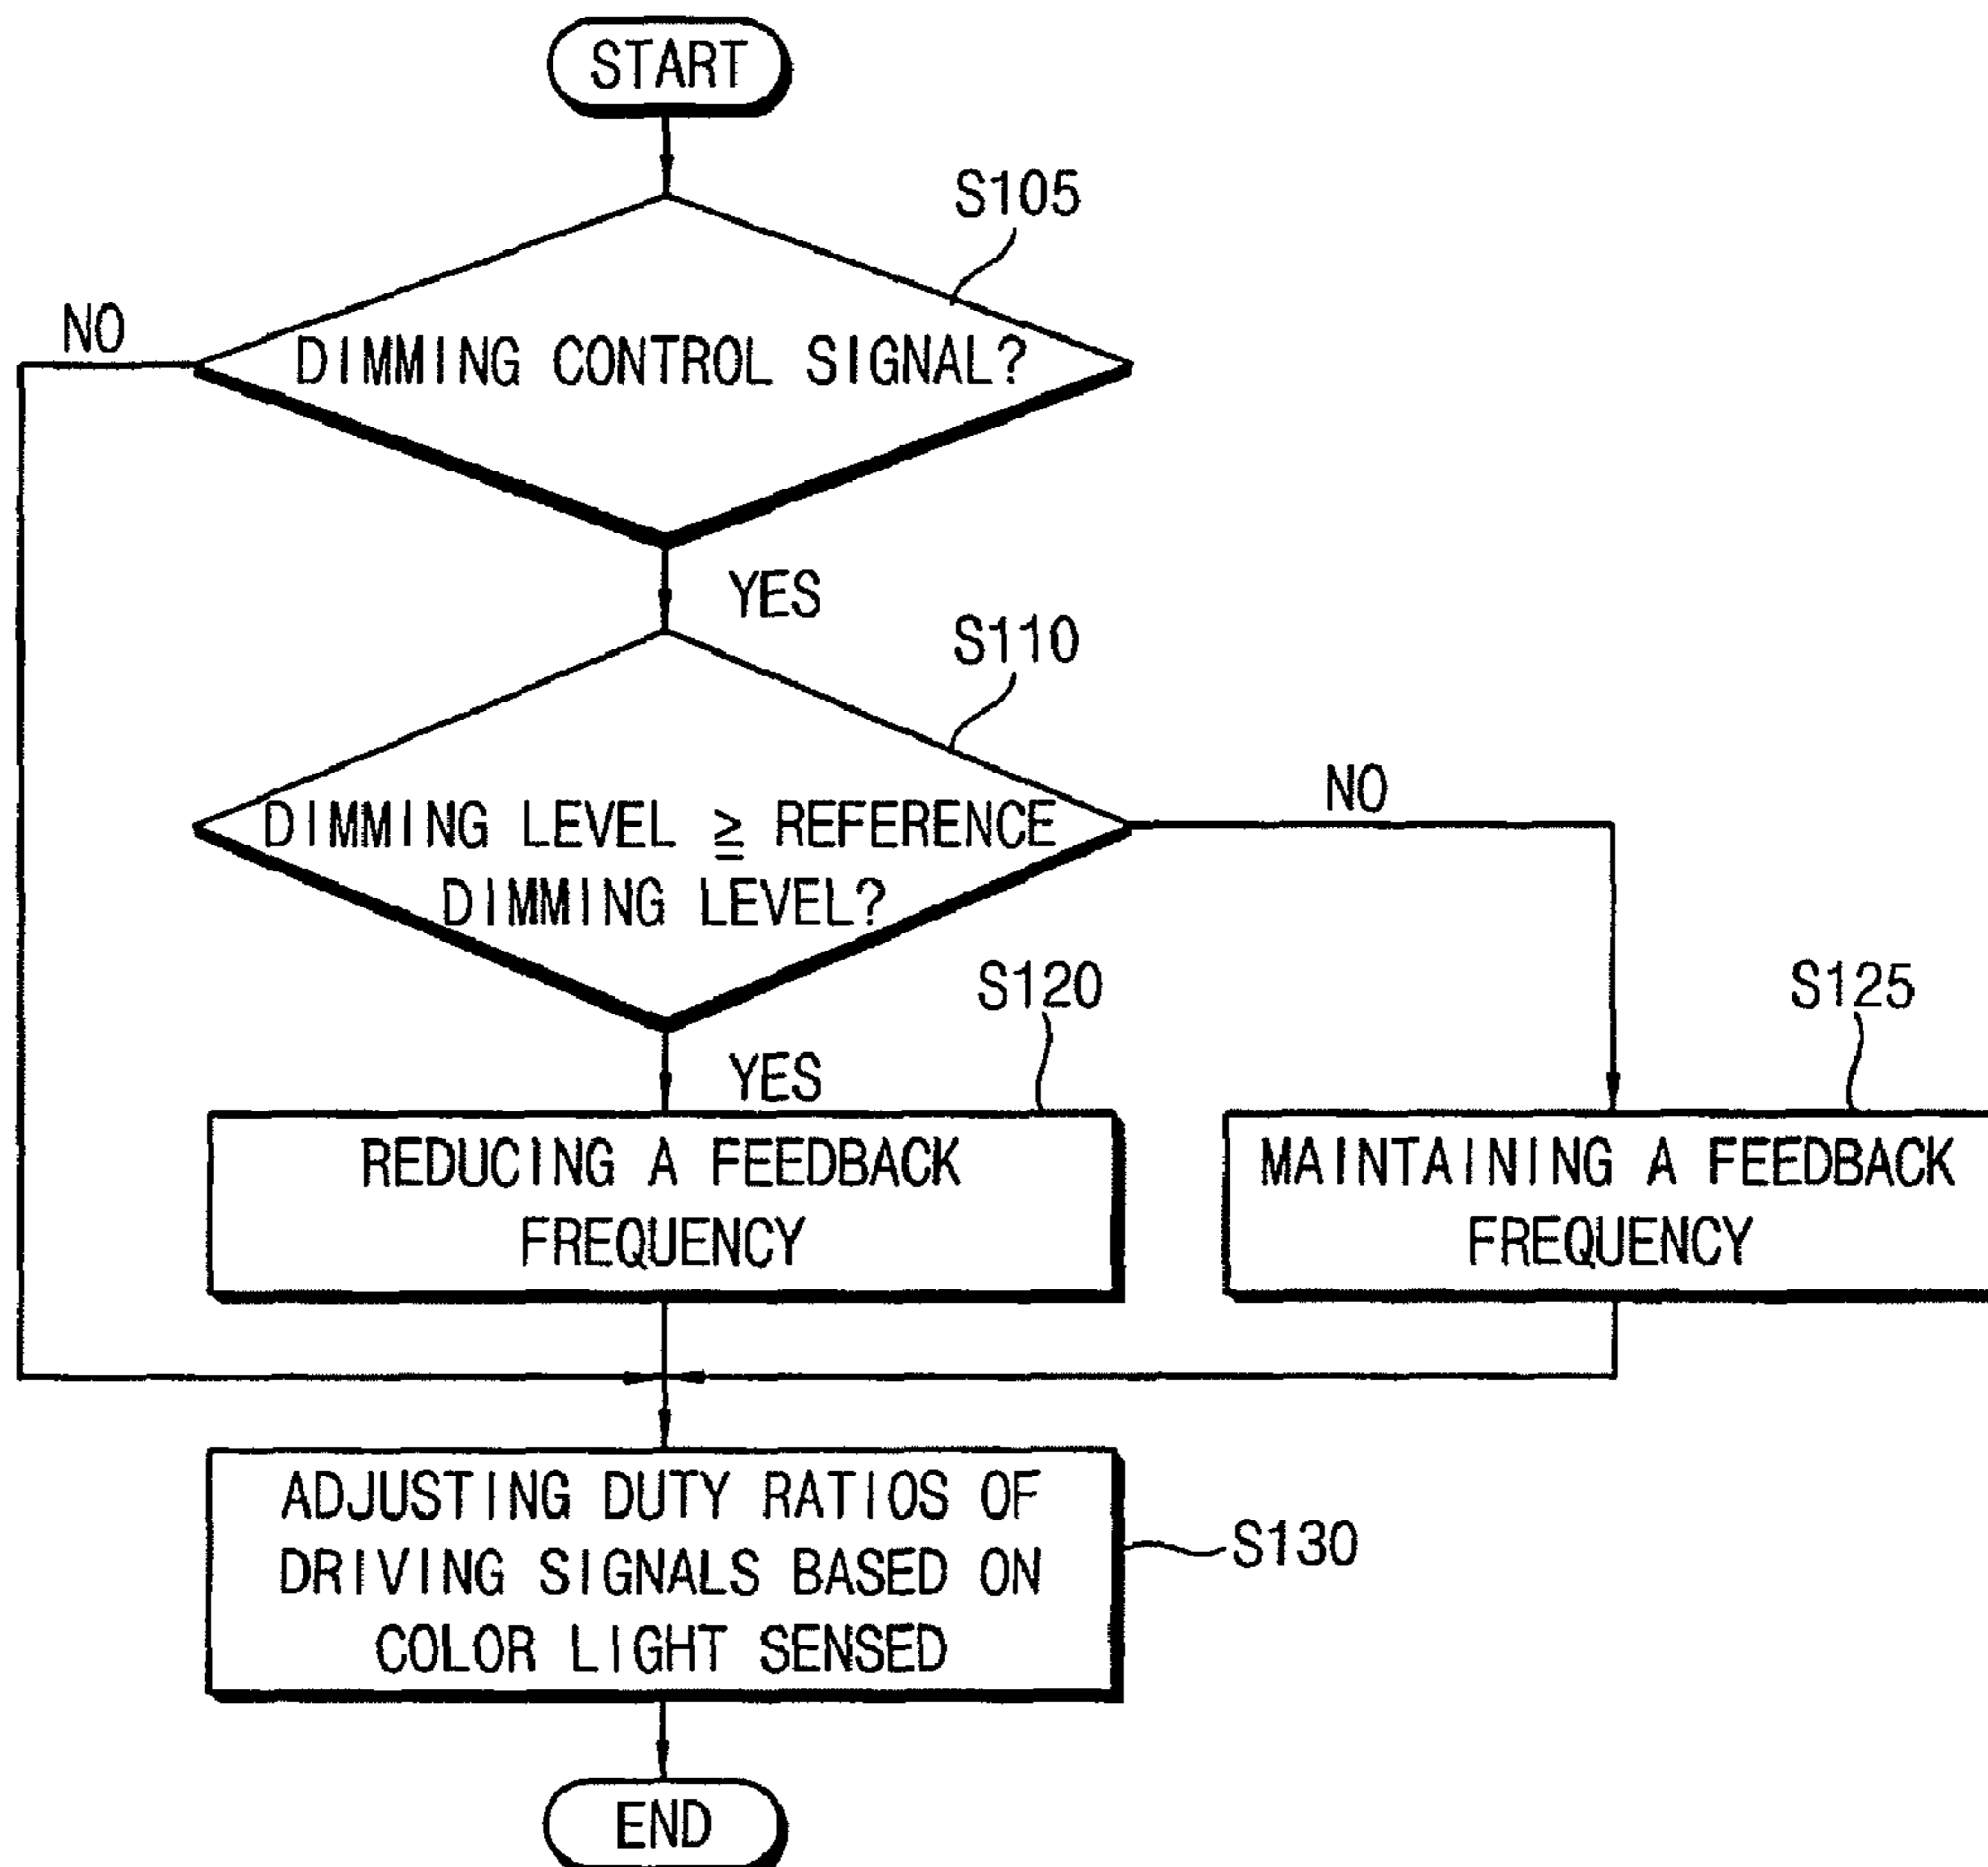 START
S105
NO
DIMMING CONTROL SIGNAL?
YES
S110
NO
DIMMING LEVEL ≧ REFERENCE
DIMMING LEVEL?
S120
S125
YES
REDUCING A FEEDBACK
FREQUENCY
MAINTAINING A FEEDBACK
FREQUENCY
ADJUSTING DUTY RATIOS OF
DRIVING SIGNALS BASED ON
COLOR LIGHT SENSED
S130
END